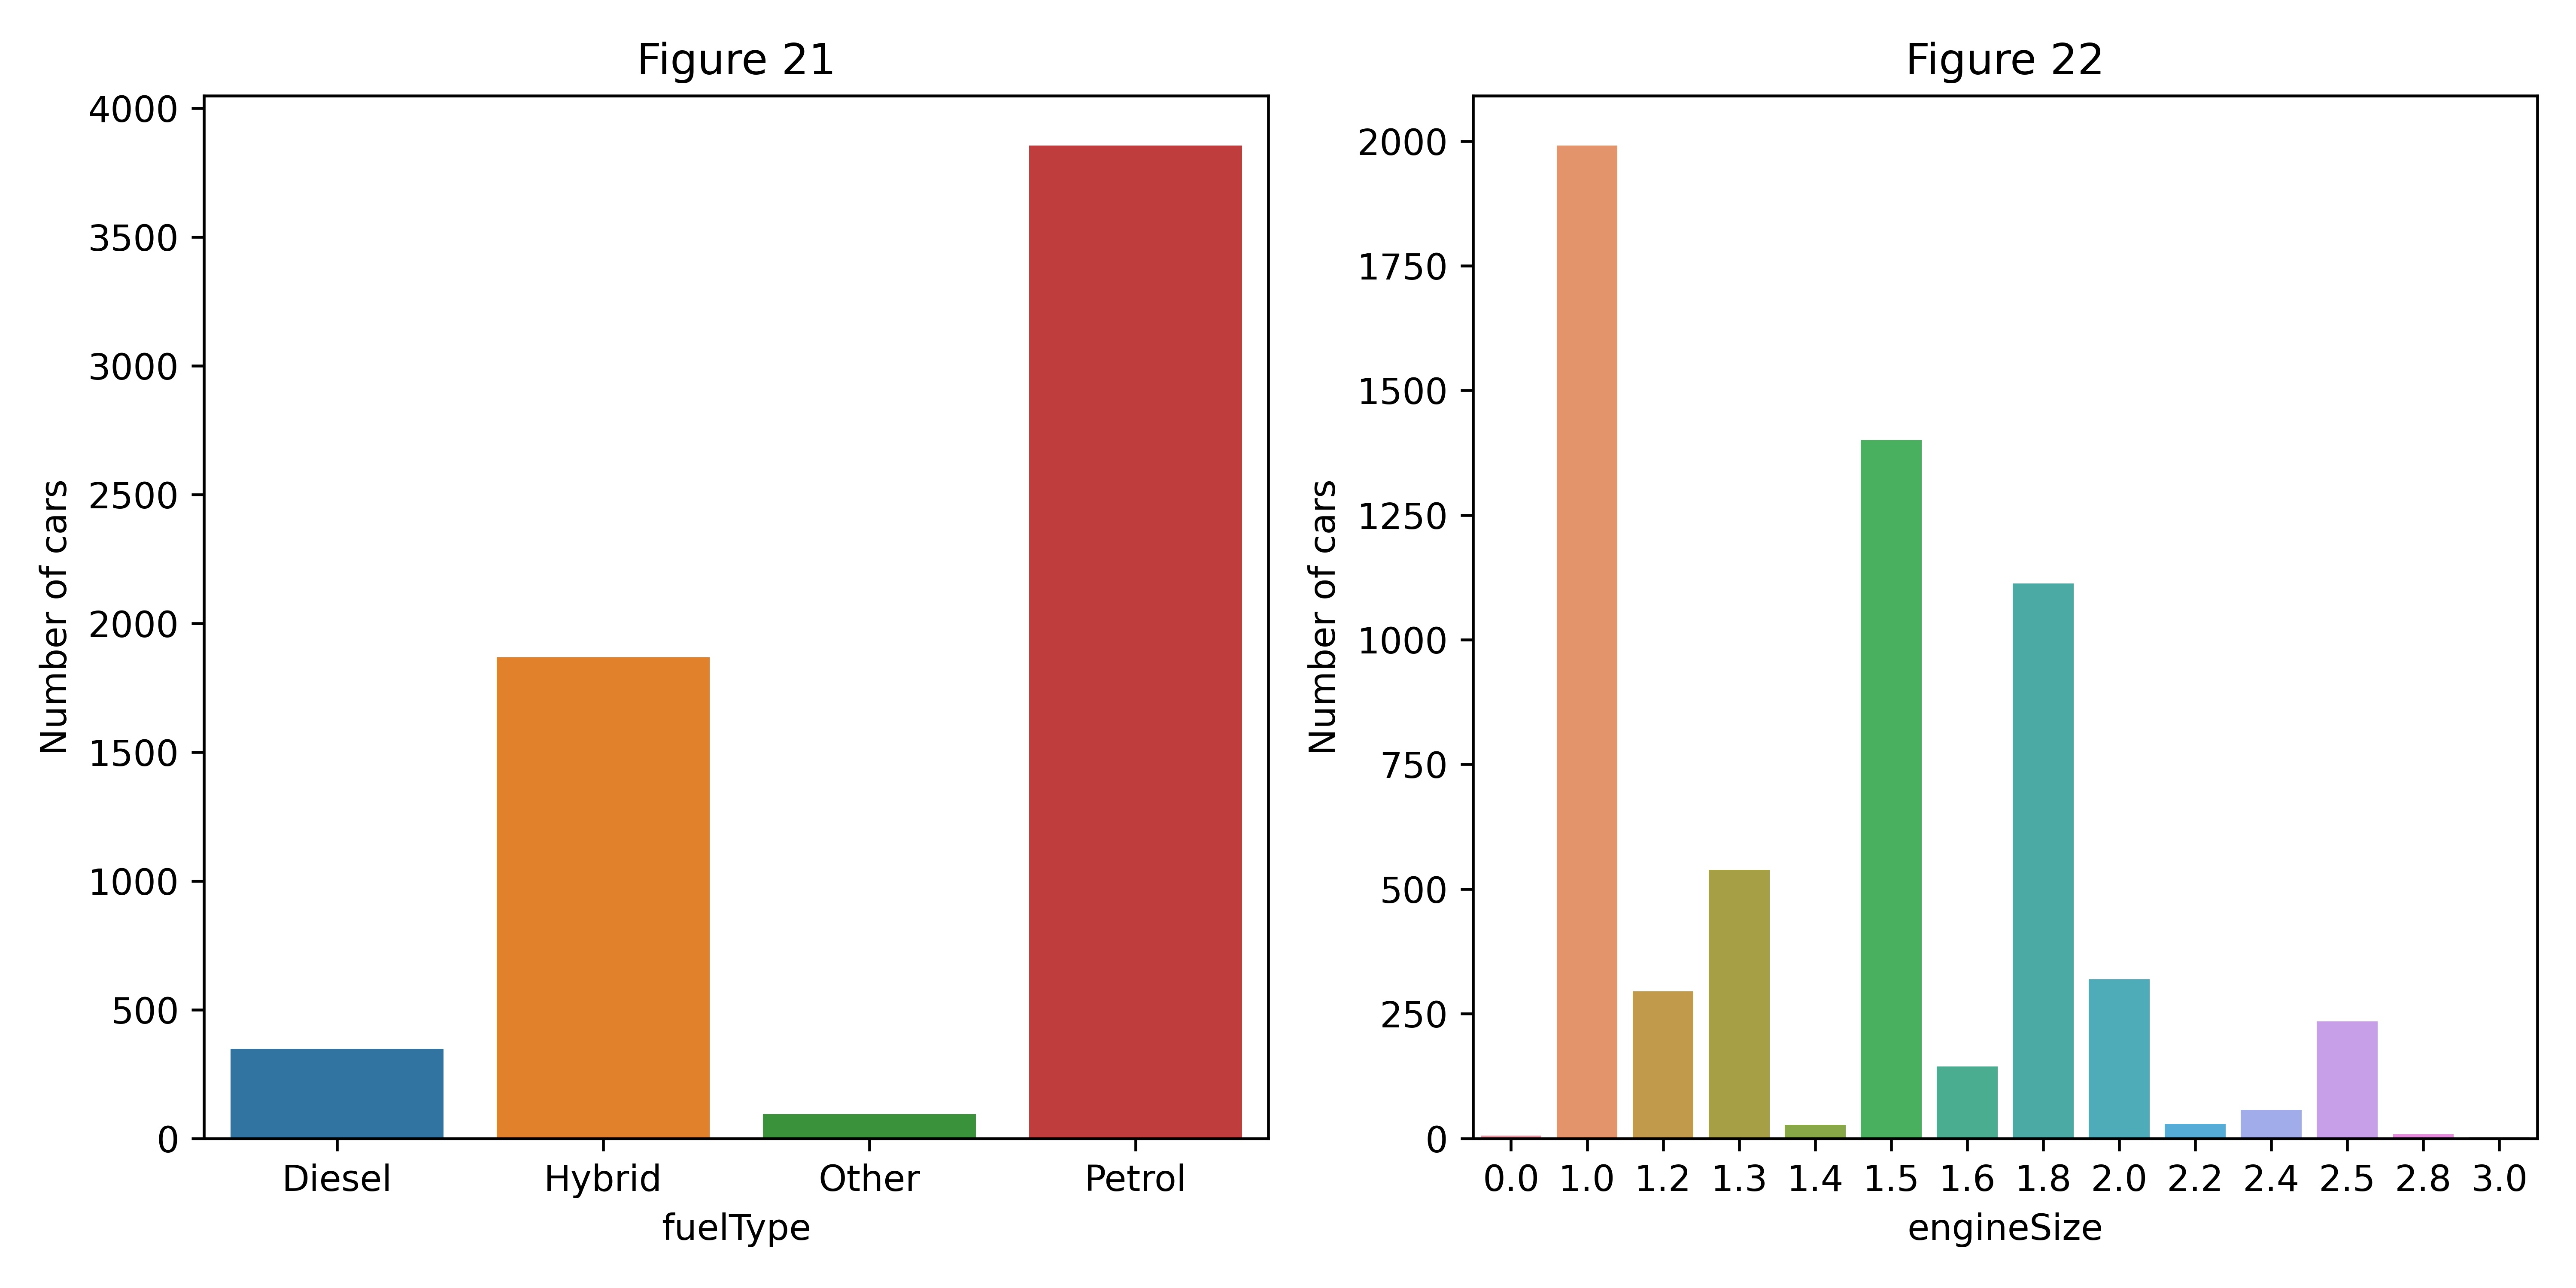 Figure 21
4000
3500
3000
2500
2000
1500
1000
500
0
Number of cars
Diesel Hybrid Other Petrol
fuelType
Figure 22
2000
1750
1500
1250
1000
750
500
250
0
Number of cars
0.0 1.0 1.2 1.3 1.4 1.5 1.6 1.8 2.0 2.2 2.4 2.5 2.8 3.0
engineSize